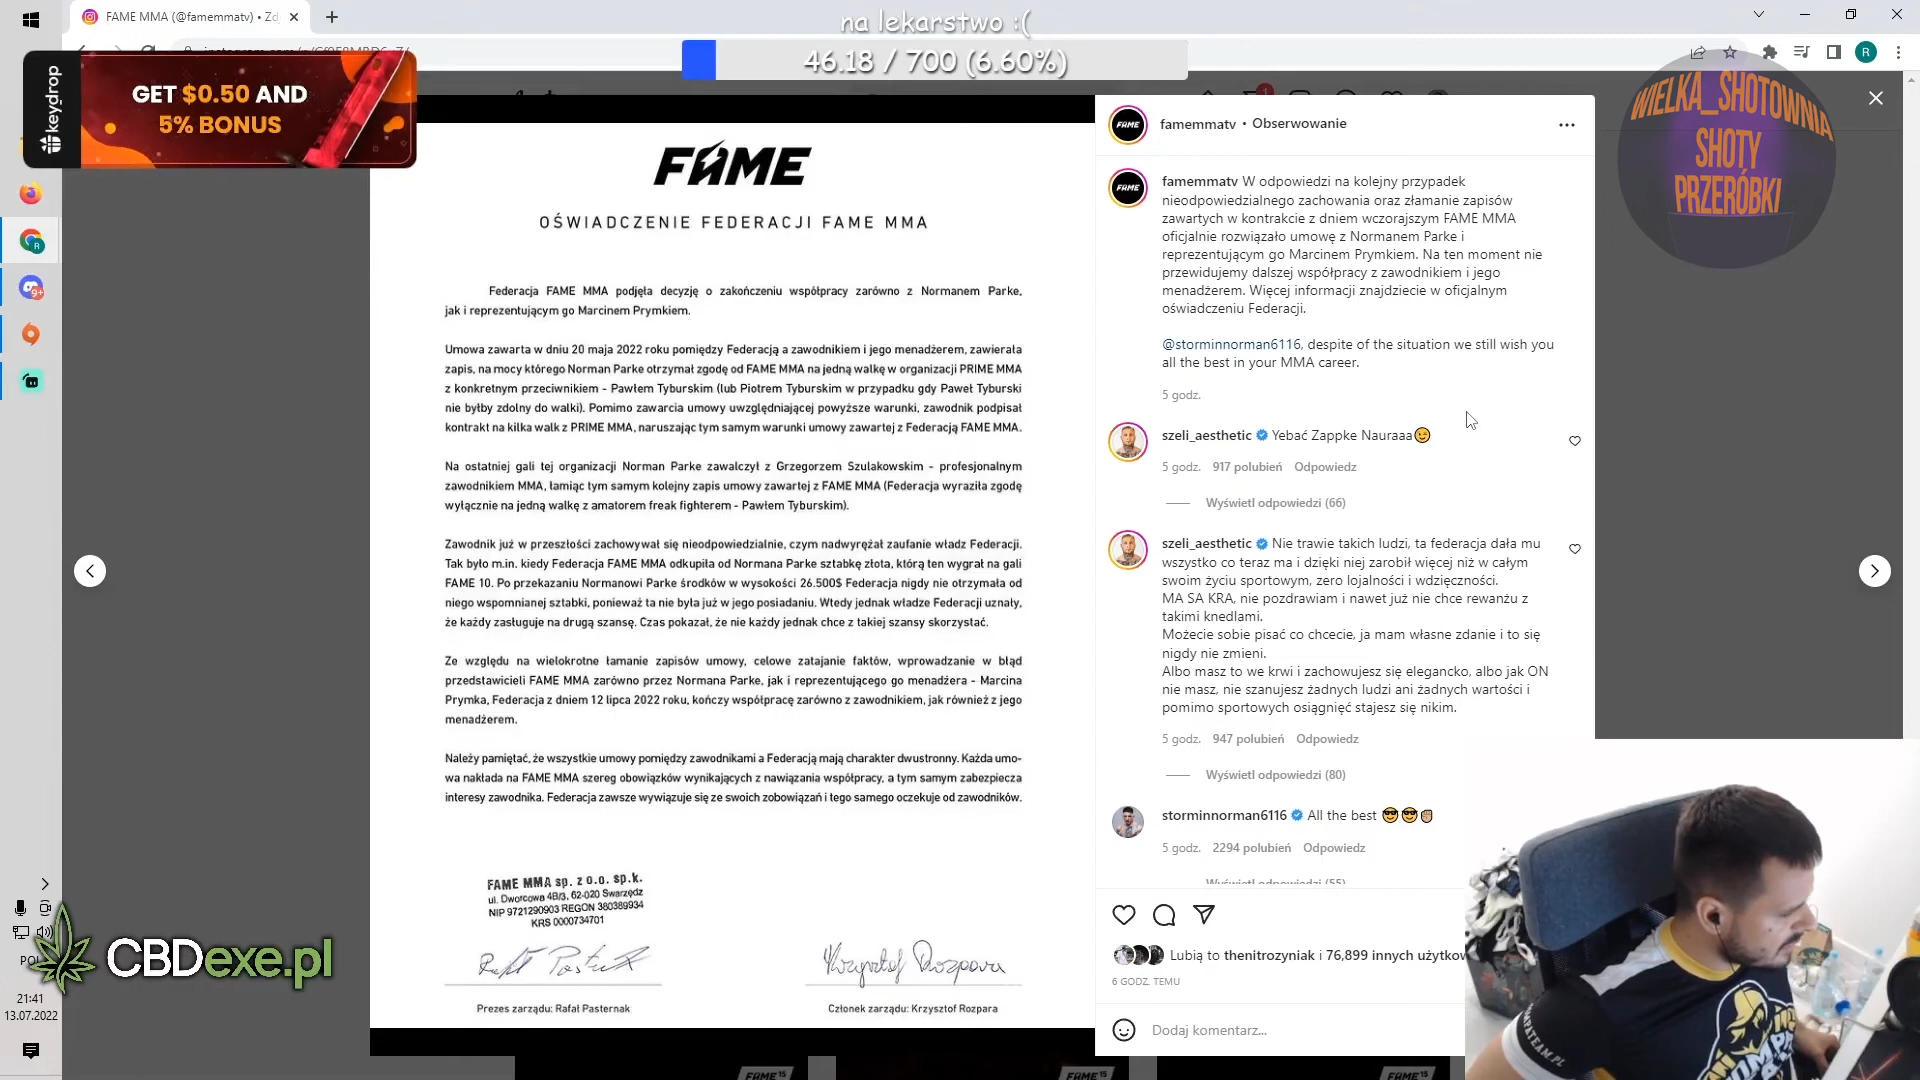 FAME MMA (@famemmatv) • Zd
na lekarstwo :(
46.18 / 700 (6.60%)
keydrop
GET $0.50 AND
5% BONUS
WIELKA_SHOTOWNIA
SHOTY
PRZERÓBKI
FAME
OŚWIADCZENIE FEDERACJI FAME MMA
Federacja FAME MMA podjęła decyzję o zakończeniu współpracy zarówno z Normanem Parke,
jak i reprezentującym go Marcinem Prymkiem.
Umowa zawarta w dniu 20 maja 2022 roku pomiędzy Federacją a zawodnikiem i jego menadżerem, zawierała
zapis, na mocy którego Norman Parke otrzymał zgodę od FAME MMA na jedną walkę w organizacji PRIME MMA
z konkretnym przeciwnikiem - Pawłem Tyburskim (lub Piotrem Tyburskim w przypadku gdy Paweł Tyburski
nie byłby zdolny do walki). Pomimo zawarcia umowy uwzględniającej powyższe warunki, zawodnik podpisał
kontrakt na kilka walk z PRIME MMA, naruszając tym samym warunki umowy zawartej z Federacją FAME MMA.
Na ostatniej gali tej organizacji Norman Parke zawalczył z Grzegorzem Szulakowskim - profesjonalnym
zawodnikiem MMA, łamiąc tym samym kolejny zapis umowy zawartej z FAME MMA (Federacja wyraziła zgodę
wyłącznie na jedną walkę z amatorem freak fighterem - Pawłem Tyburskim).
Zawodnik już w przeszłości zachowywał się nieodpowiedzialnie, czym nadwyrężał zaufanie władz Federacji.
Tak było m.in. kiedy Federacja FAME MMA odkupiła od Normana Parke sztabkę złota, którą ten wygrał na gali
FAME 10. Po przekazaniu Normanowi Parke środków w wysokości 26.500$ Federacja nigdy nie otrzymała od
niego wspomnianej sztabki, ponieważ ta nie była już w jego posiadaniu. Wtedy jednak władze Federacji uznały,
że każdy zasługuje na drugą szansę. Czas pokazał, że nie każdy jednak chce z takiej szansy skorzystać.
Ze względu na wielokrotne łamanie zapisów umowy, celowe zatajanie faktów, wprowadzanie w błąd
przedstawicieli FAME MMA zarówno przez Normana Parke, jak i reprezentującego go menadżera - Marcina
Prymka, Federacja z dniem 12 lipca 2022 roku, kończy współpracę zarówno z zawodnikiem, jak również z jego
menadżerem.
Należy pamiętać, że wszystkie umowy pomiędzy zawodnikami a Federacją mają charakter dwustronny. Każda umo-
wa nakłada na FAME MMA szereg obowiązków wynikających z nawiązania współpracy, a tym samym zabezpiecza
interesy zawodnika. Federacja zawsze wywiązuje się ze swoich zobowiązań i tego samego oczekuje od zawodników.
FAME MMA sp. z o.o. sp.k.
ul. Dworcowa 4B/3, 62-020 Swarzędz
NIP 9721290903 REGON 380389934
KRS 0000734701
Prezes zarządu: Rafał Pasternak
Członek zarządu: Krzysztof Rozpara
famemmatv • Obserwowanie
famemmatv W odpowiedzi na kolejny przypadek
nieodpowiedzialnego zachowania oraz złamanie zapisów
zawartych w kontrakcie z dniem wczorajszym FAME MMA
oficjalnie rozwiązało umowę z Normanem Parke i
reprezentującym go Marcinem Prymkiem. Na ten moment nie
przewidujemy dalszej współpracy z zawodnikiem i jego
menadżerem. Więcej informacji znajdziecie w oficjalnym
oświadczeniu Federacji.
@storminnorman6116, despite of the situation we still wish you
all the best in your MMA career.
5 godz.
szeli_aesthetic Yebać Zappke Nauraaa😉
5 godz. 917 polubień Odpowiedz
Wyświetl odpowiedzi (66)
szeli_aesthetic Nie trawie takich ludzi, ta federacja dała mu
wszystko co teraz ma i dzięki niej zarobił więcej niż w całym
swoim życiu sportowym, zero lojalności i wdzięczności.
MA SA KRA, nie pozdrawiam i nawet już nie chce rewanżu z
takimi knedlami.
Możecie sobie pisać co chcecie, ja mam własne zdanie i to się
nigdy nie zmieni.
Albo masz to we krwi i zachowujesz się elegancko, albo jak ON
nie masz, nie szanujesz żadnych ludzi ani żadnych wartości i
pomimo sportowych osiągnięć stajesz się nikim.
5 godz. 947 polubień Odpowiedz
Wyświetl odpowiedzi (80)
storminnorman6116 All the best 😎😎✊🏽
5 godz. 2294 polubień Odpowiedz
Wyświetl odpowiedzi (55)
Lubią to thenitrozyniak i 76,899 innych użytkow
6 GODZ. TEMU
Dodaj komentarz...
CBDexe.pl
21:41
13.07.2022
FAME 15
FAME 15
FAME 15